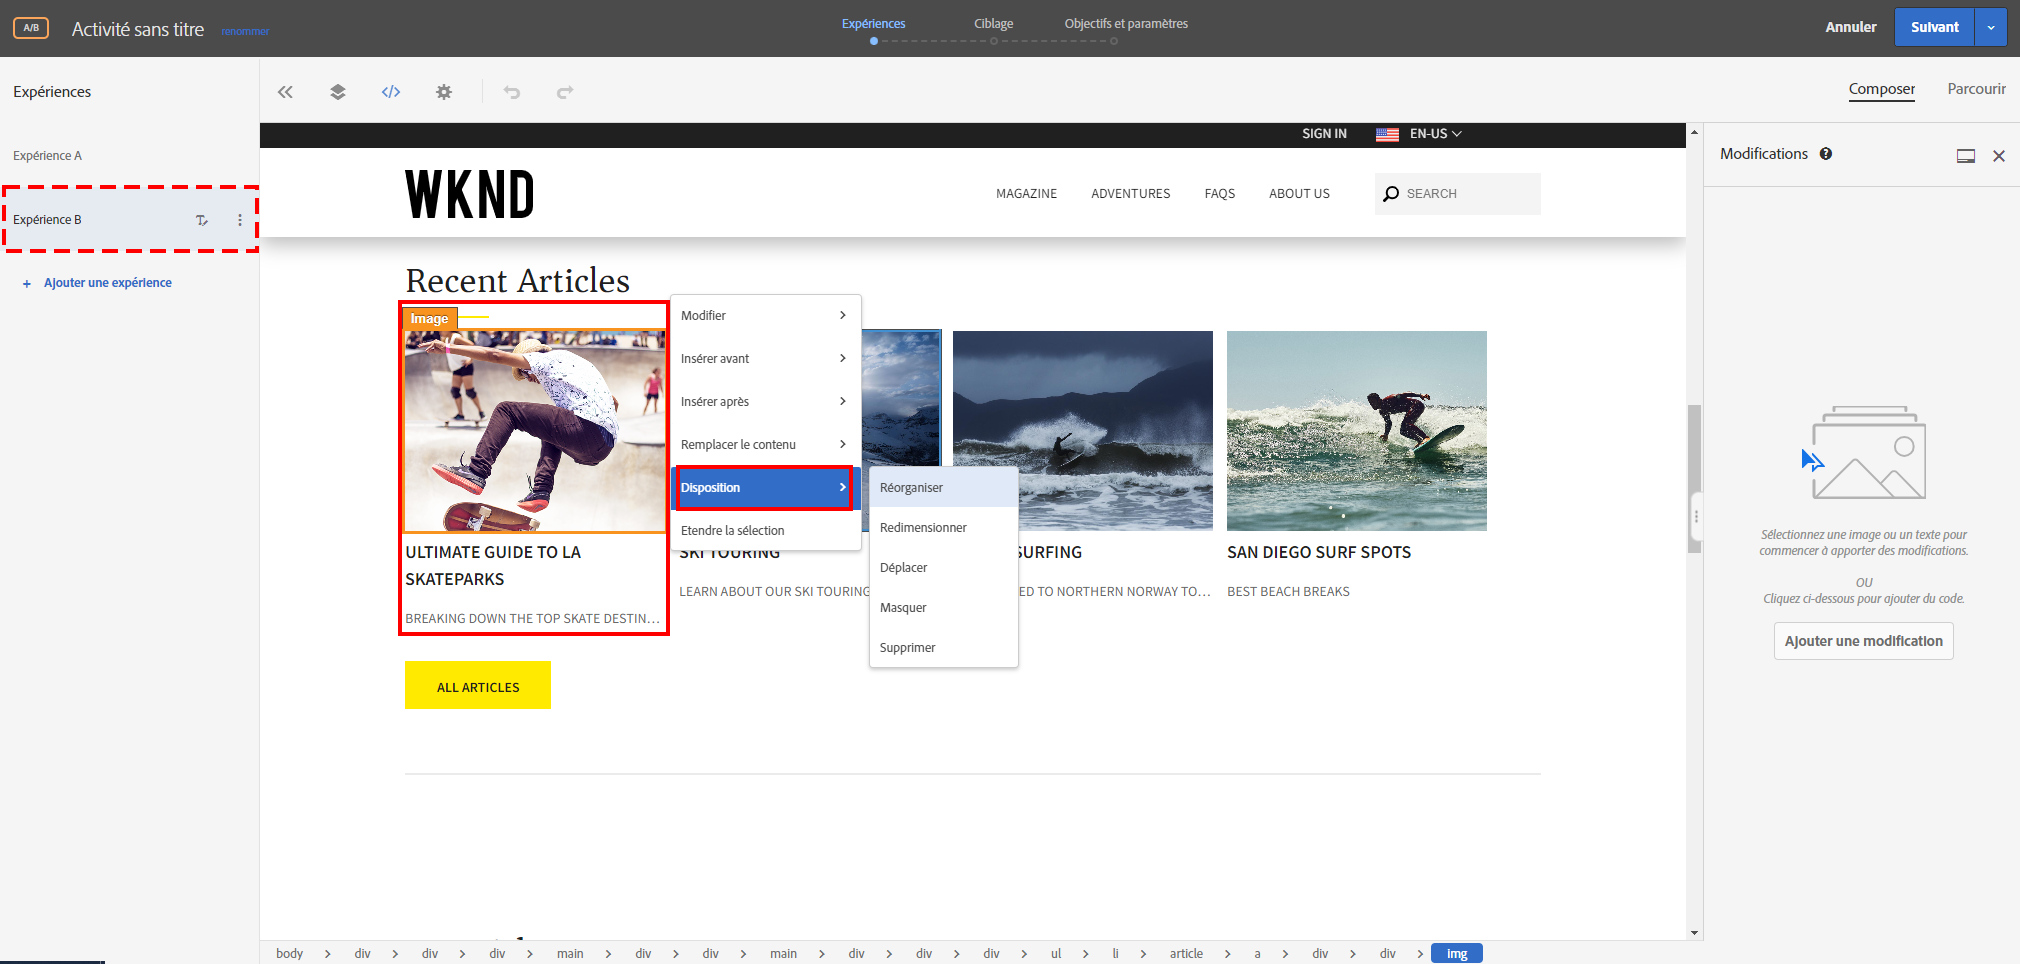 A/B
Activité sans titre
renommer
Expériences
Ciblage
Objectifs et paramètres
Annuler
Suivant
Expériences
Expérience A
Expérience B
+ Ajouter une expérience
</>
Composer
Parcourir
SIGN IN
EN-US
WKND
MAGAZINE
ADVENTURES
FAQS
ABOUT US
SEARCH
Recent Articles
Image
ULTIMATE GUIDE TO LA
SKATEPARKS
BREAKING DOWN THE TOP SKATE DESTIN...
Modifier
Insérer avant
Insérer après
Remplacer le contenu
Disposition
Etendre la sélection
Réorganiser
Redimensionner
Déplacer
Masquer
Supprimer
SKI TOURING
LEARN ABOUT OUR SKI TOURING
SURFING
ED TO NORTHERN NORWAY TO...
SAN DIEGO SURF SPOTS
BEST BEACH BREAKS
ALL ARTICLES
Modifications
Sélectionnez une image ou un texte pour
commencer à apporter des modifications.
OU
Cliquez ci-dessous pour ajouter du code.
Ajouter une modification
body > div > div > div > main > div > div > main > div > div > div > ul > li > article > a > div > div > img